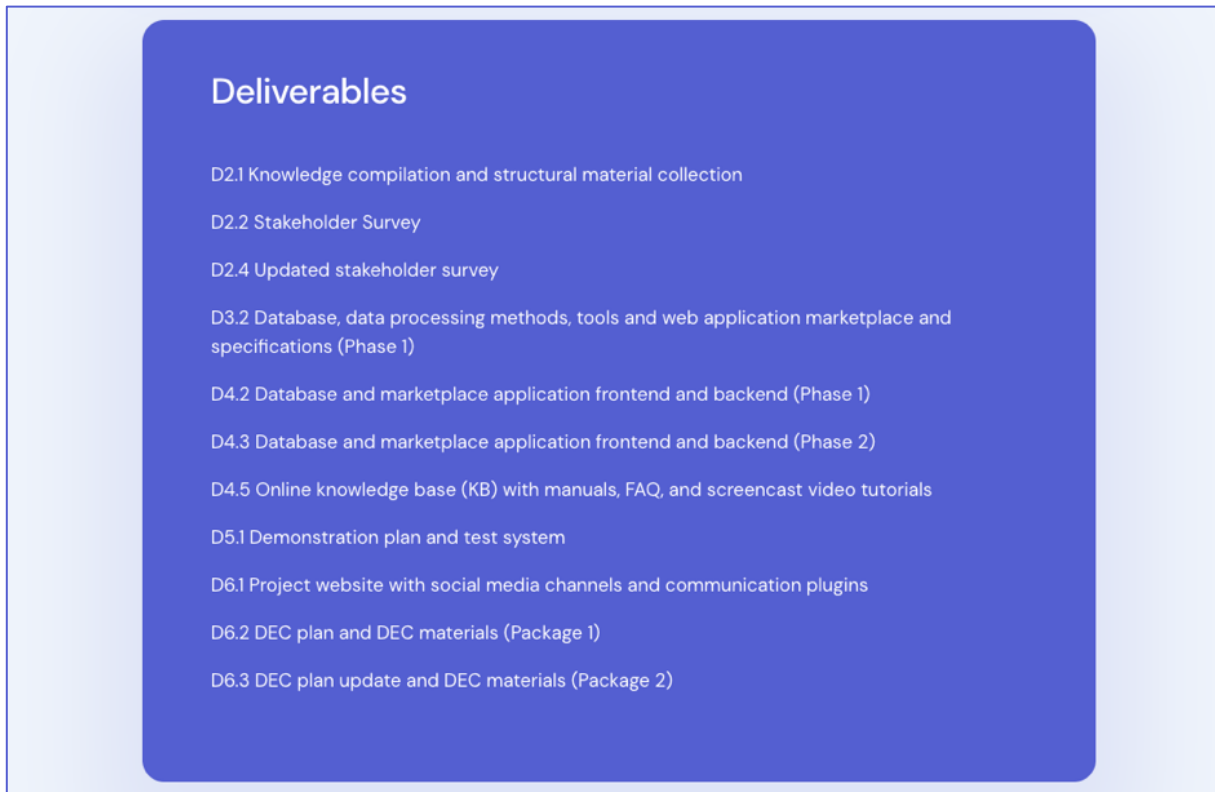 Deliverables
D2.1 Knowledge compilation and structural material collection
D2.2 Stakeholder Survey
D2.4 Updated stakeholder survey
D3.2 Database, data processing methods, tools and web application marketplace and
specifications (Phase 1)
D4.2 Database and marketplace application frontend and backend (Phase 1)
D4.3 Database and marketplace application frontend and backend (Phase 2)
D4.5 Online knowledge base (KB) with manuals, FAQ, and screencast video tutorials
D5.1 Demonstration plan and test system
D6.1 Project website with social media channels and communication plugins
D6.2 DEC plan and DEC materials (Package 1)
D6.3 DEC plan update and DEC materials (Package 2)